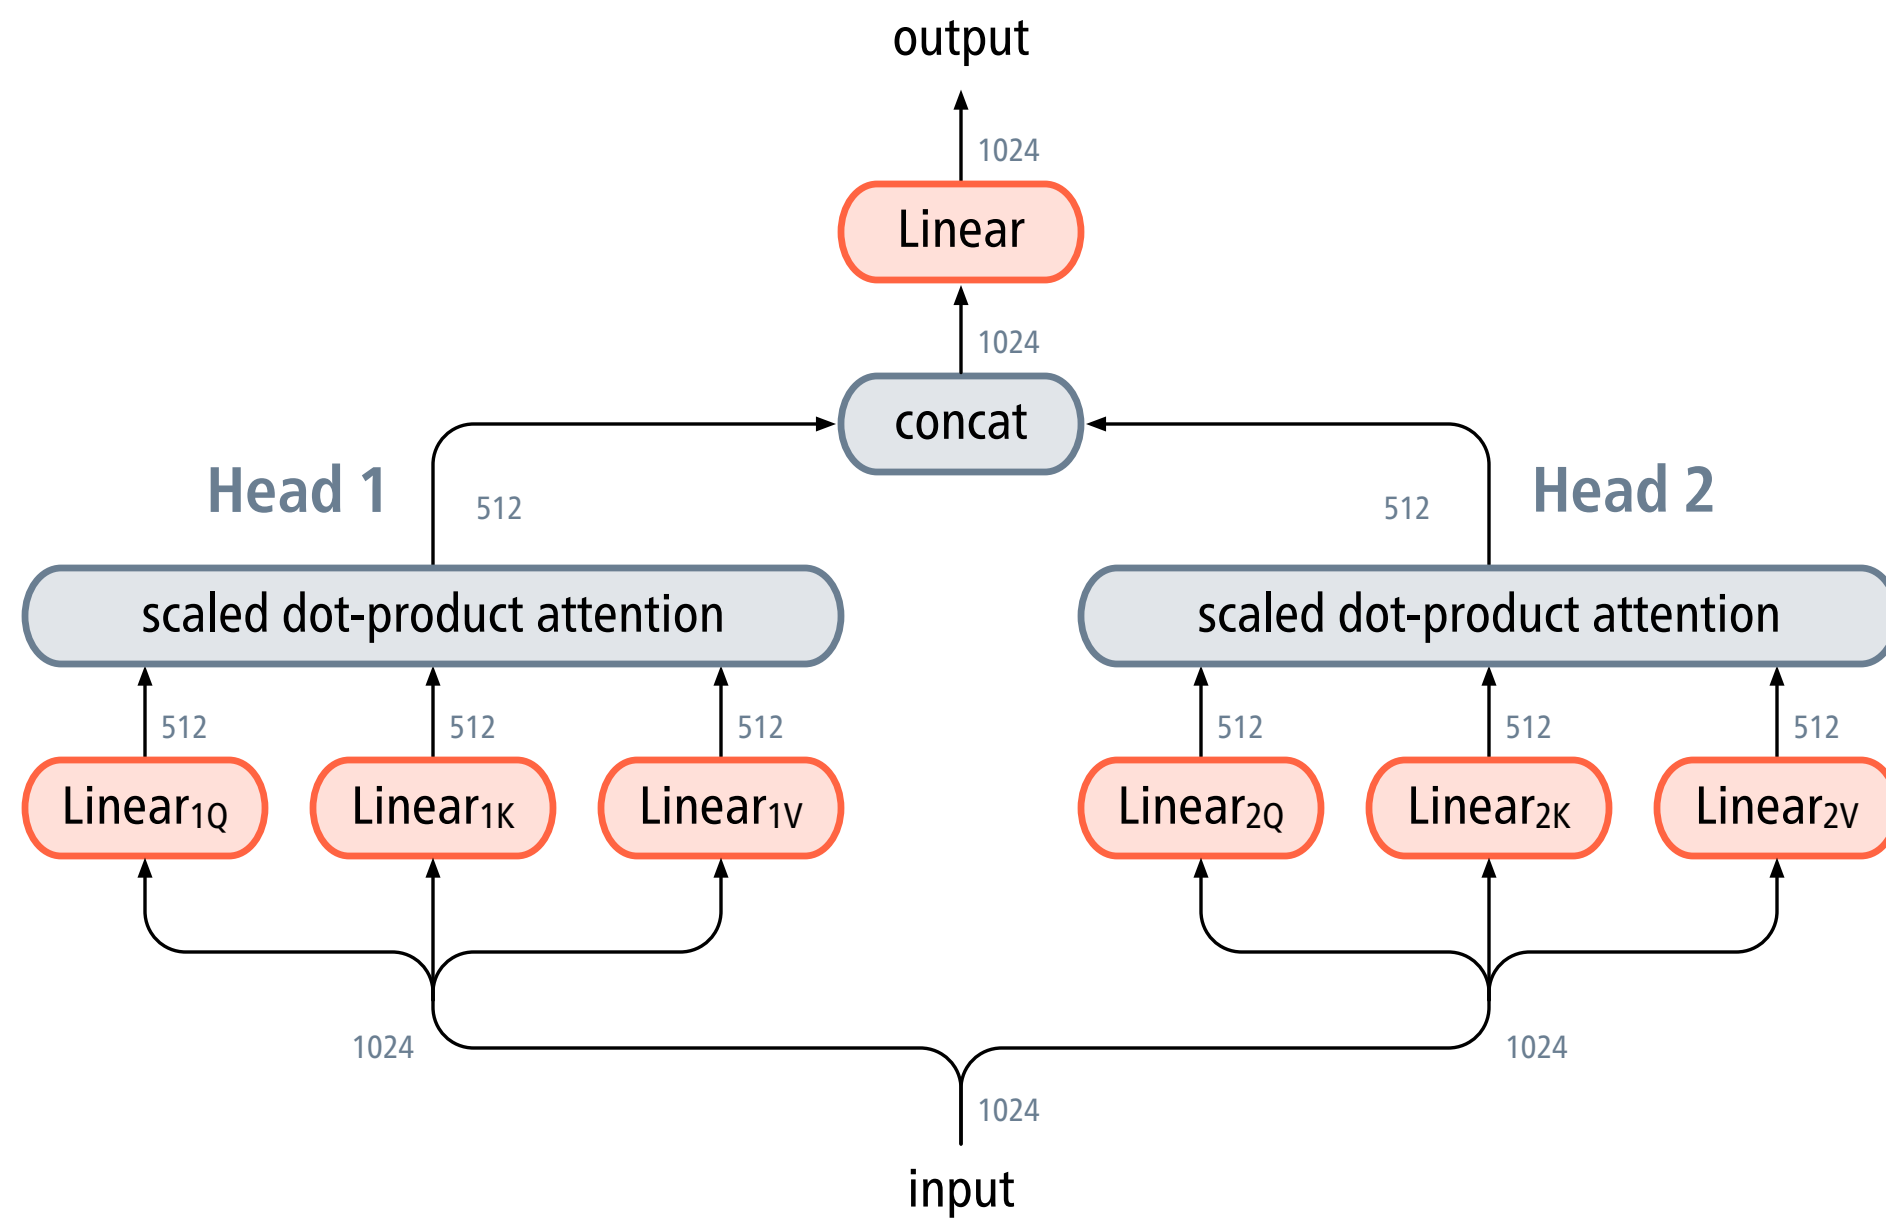 output
1024
Linear
1024
concat
Head 1
512
512
Head 2
scaled dot-product attention
scaled dot-product attention
512
512
512
512
512
512
Linear1Q
Linear1K
Linear1V
Linear2Q
Linear2K
Linear2V
1024
1024
1024
input